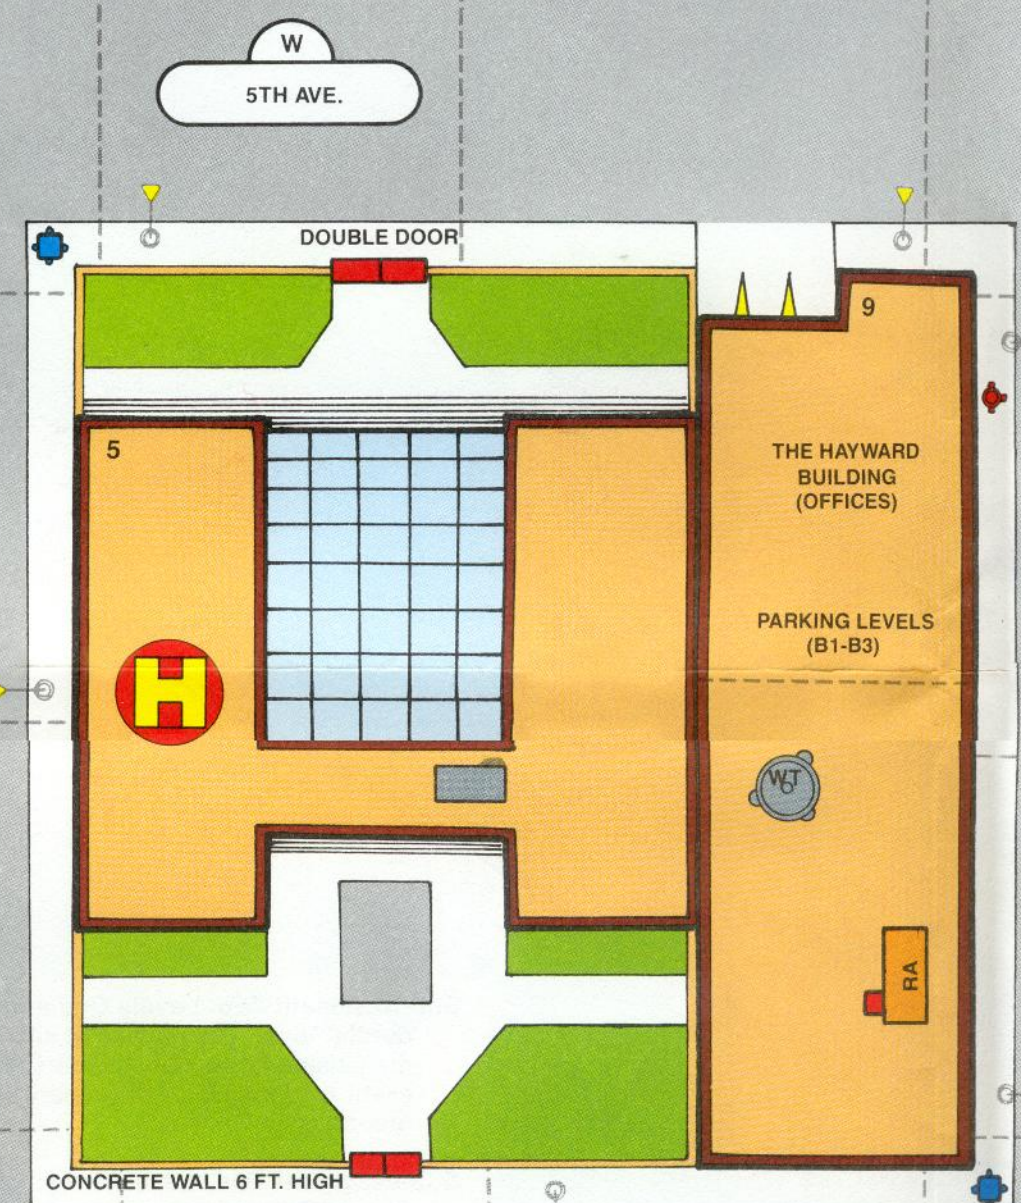 W
5TH AVE.
DOUBLE DOOR
9
5
THE HAYWARD
BUILDING
(OFFICES)
PARKING LEVELS
(B1-B3)
H
WT
RA
CONCRETE WALL 6 FT. HIGH